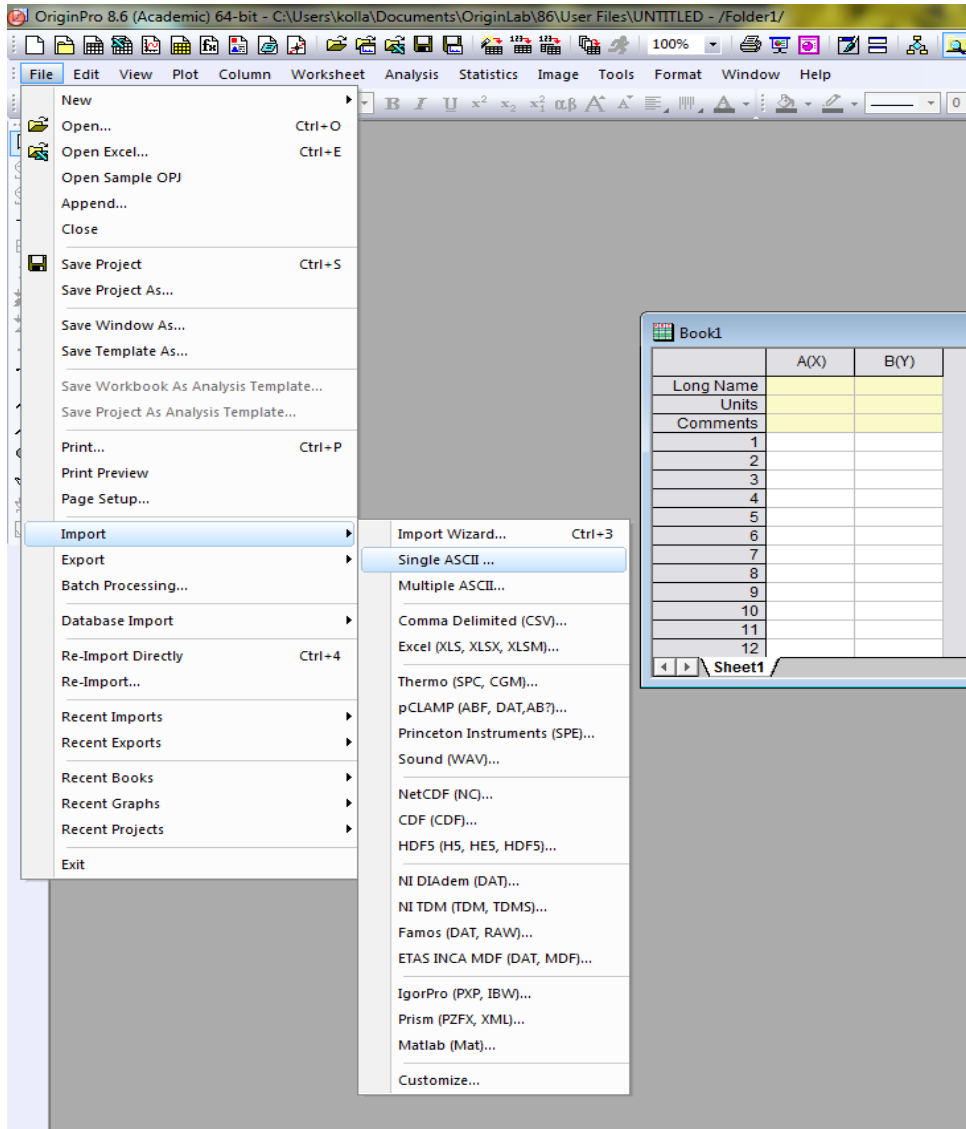 OriginPro 8.6 (Academic) 64-bit - C:\Users\kolla\Documents\OriginLab\86\User Files\UNTITLED - /Folder1/
100%
File Edit View Plot Column Worksheet Analysis Statistics Image Tools Format Window Help
B I U x² x₂ αβ A A A 0
New
Open... Ctrl+O
Open Excel... Ctrl+E
Open Sample OPJ
Append...
Close
Save Project Ctrl+S
Save Project As...
Save Window As...
Save Template As...
Save Workbook As Analysis Template...
Save Project As Analysis Template...
Print... Ctrl+P
Print Preview
Page Setup...
Import
Export
Batch Processing...
Database Import
Re-Import Directly Ctrl+4
Re-Import...
Recent Imports
Recent Exports
Recent Books
Recent Graphs
Recent Projects
Exit
Import Wizard... Ctrl+3
Single ASCII ...
Multiple ASCII...
Comma Delimited (CSV)...
Excel (XLS, XLSX, XLSM)...
Thermo (SPC, CGM)...
pCLAMP (ABF, DAT,AB?)...
Princeton Instruments (SPE)...
Sound (WAV)...
NetCDF (NC)...
CDF (CDF)...
HDF5 (H5, HE5, HDF5)...
NI DIAdem (DAT)...
NI TDM (TDM, TDMS)...
Famos (DAT, RAW)...
ETAS INCA MDF (DAT, MDF)...
IgorPro (PXP, IBW)...
Prism (PZFX, XML)...
Matlab (Mat)...
Customize...
Book1
A(X) B(Y)
Long Name
Units
Comments
1
2
3
4
5
6
7
8
9
10
11
12
Sheet1